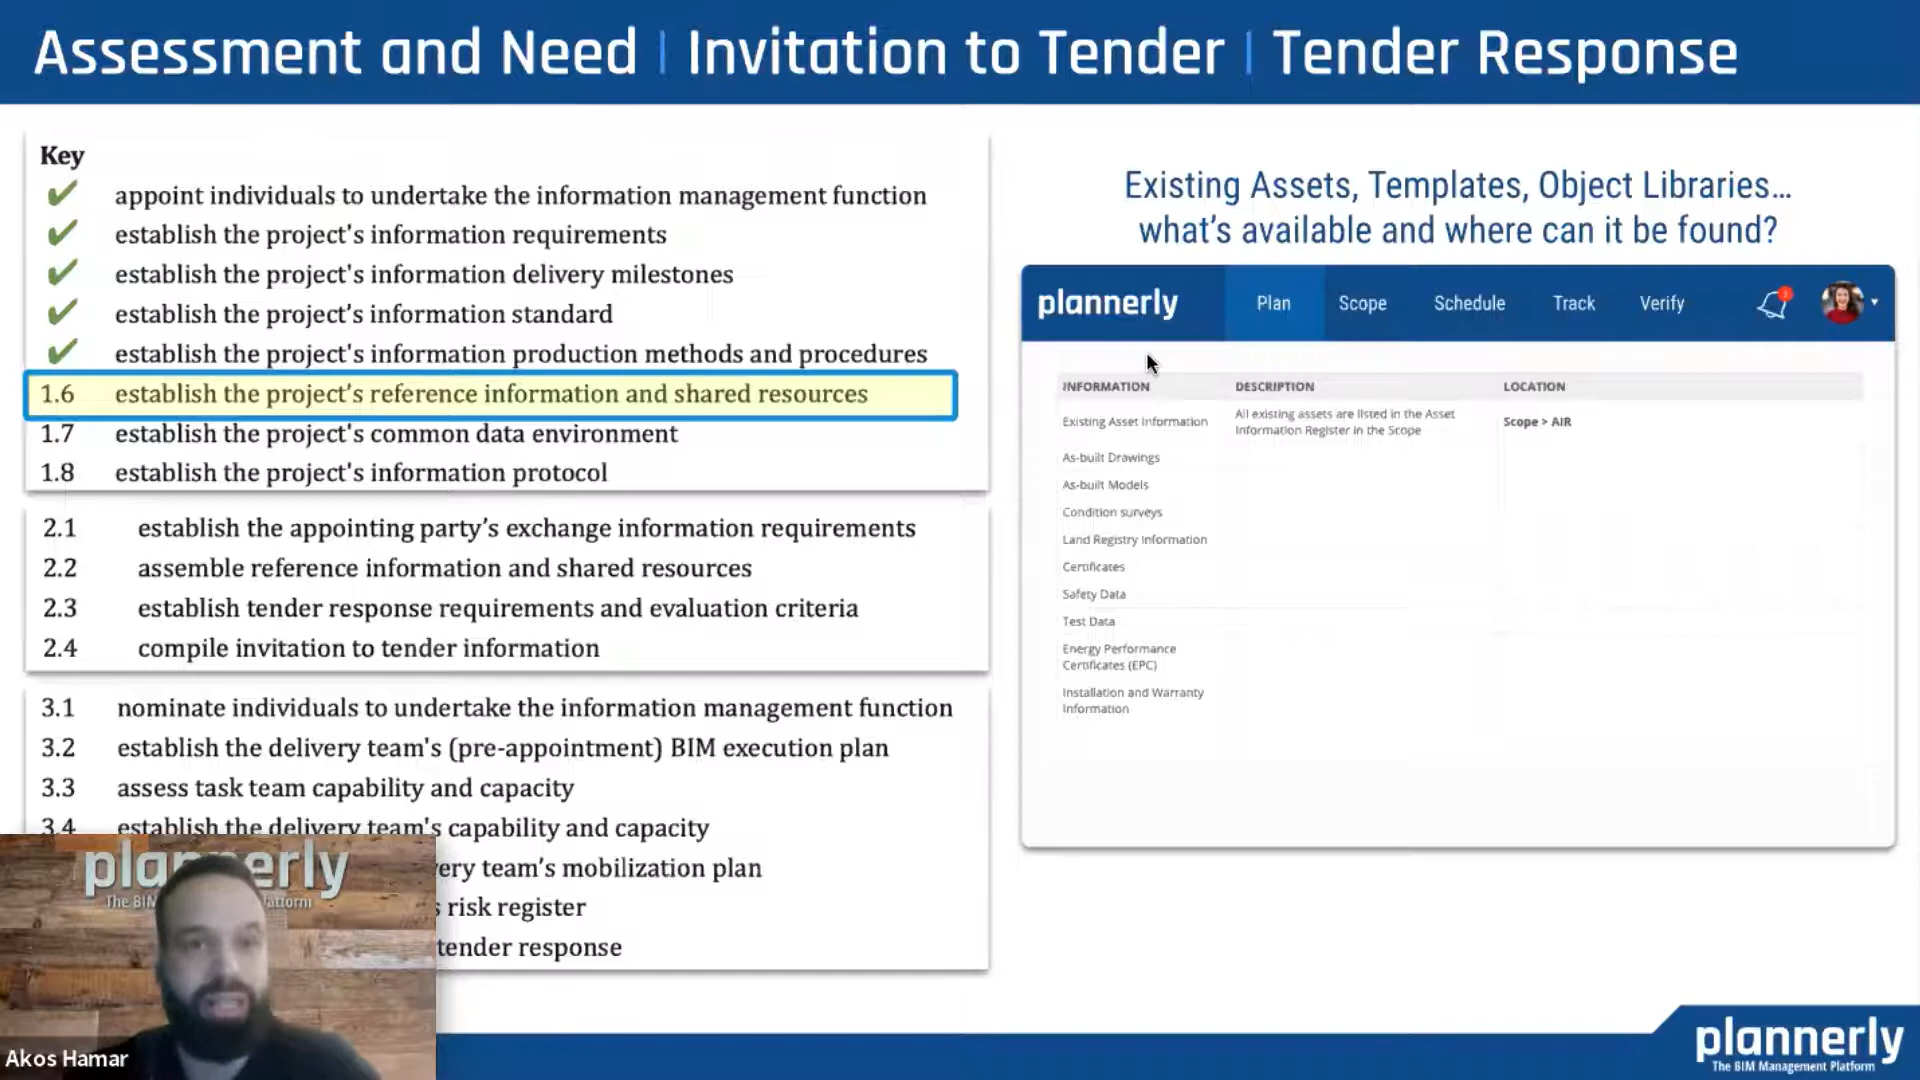 Assessment and Need | Invitation to Tender | Tender Response
Key
✔ appoint individuals to undertake the information management function
✔ establish the project's information requirements
✔ establish the project's information delivery milestones
✔ establish the project's information standard
✔ establish the project's information production methods and procedures
1.6 establish the project's reference information and shared resources
1.7 establish the project's common data environment
1.8 establish the project's information protocol
2.1 establish the appointing party's exchange information requirements
2.2 assemble reference information and shared resources
2.3 establish tender response requirements and evaluation criteria
2.4 compile invitation to tender information
3.1 nominate individuals to undertake the information management function
3.2 establish the delivery team's (pre-appointment) BIM execution plan
3.3 assess task team capability and capacity
3.4 establish the delivery team's capability and capacity
team's mobilization plan
risk register
tender response
Existing Assets, Templates, Object Libraries...
what's available and where can it be found?
plannerly Plan Scope Schedule Track Verify
INFORMATION DESCRIPTION LOCATION
Existing Asset Information
All existing assets are listed in the Asset
Information Register in the Scope
Scope > AIR
As-built Drawings
As-built Models
Condition surveys
Land Registry Information
Certificates
Safety Data
Test Data
Energy Performance
Certificates (EPC)
Installation and Warranty
Information
Akos Hamar
plannerly
The BIM Management Platform